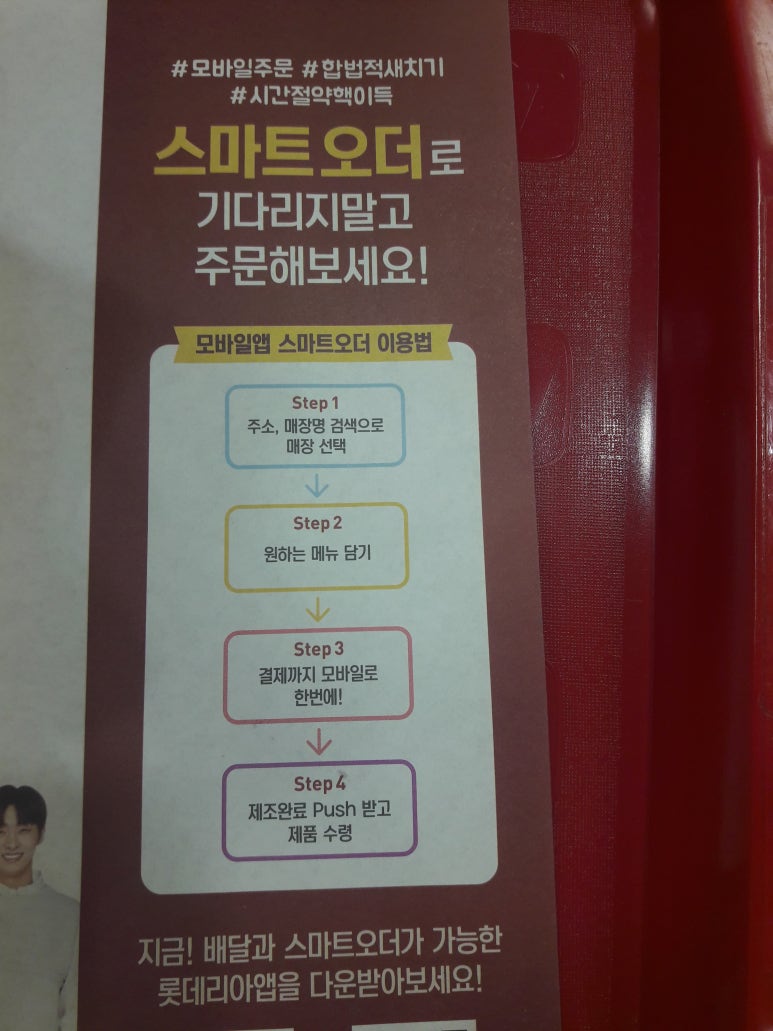 #모바일주문 #합법적새치기
#시간절약핵이득
스마트오더로
기다리지말고
주문해보세요!
모바일앱 스마트오더 이용법
Step 1
주소, 매장명 검색으로
매장 선택
Step 2
원하는 메뉴 담기
Step 3
결제까지 모바일로
한번에!
Step 4
제조완료 Push 받고
제품 수령
지금! 배달과 스마트오더가 가능한
롯데리아앱을 다운받아보세요!